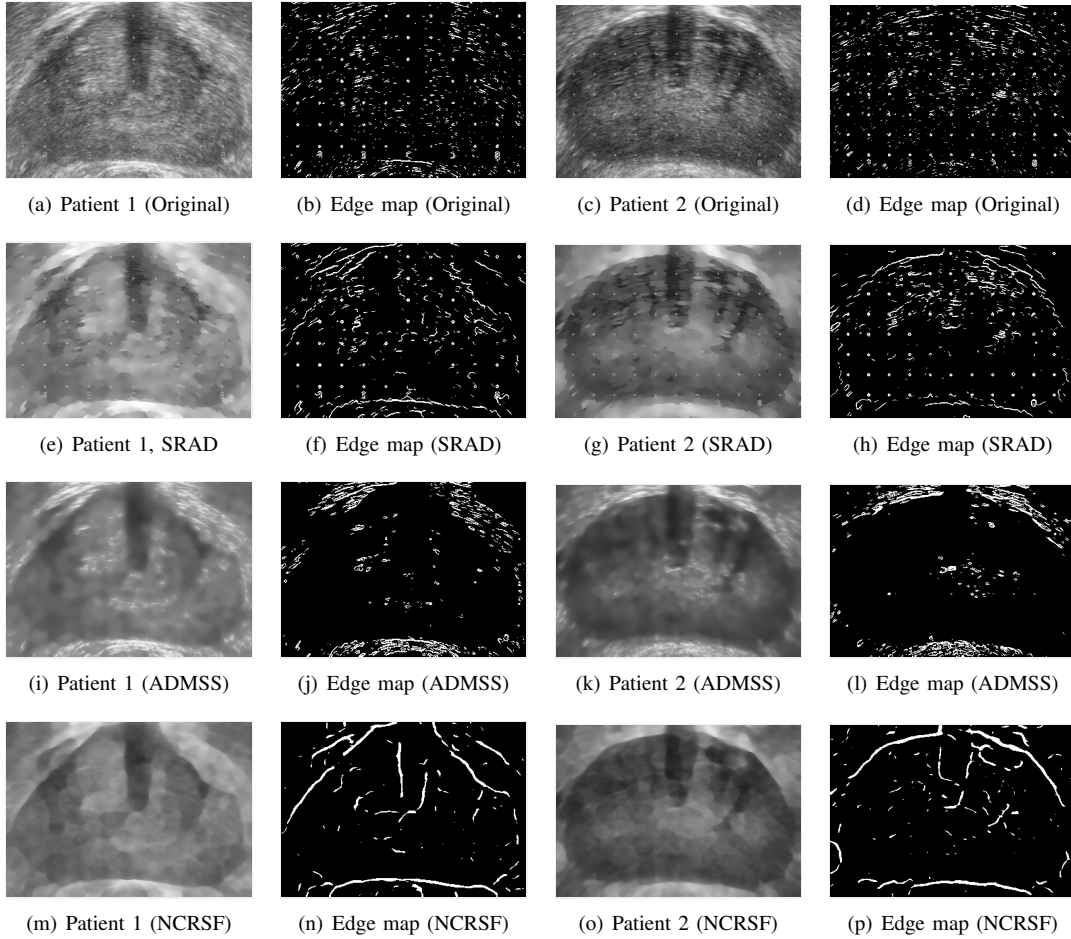 (a) Patient 1 (Original)
(b) Edge map (Original)
(c) Patient 2 (Original)
(d) Edge map (Original)
(e) Patient 1, SRAD
(f) Edge map (SRAD)
(g) Patient 2 (SRAD)
(h) Edge map (SRAD)
(i) Patient 1 (ADMSS)
(j) Edge map (ADMSS)
(k) Patient 2 (ADMSS)
(l) Edge map (ADMSS)
(m) Patient 1 (NCRSF)
(n) Edge map (NCRSF)
(o) Patient 2 (NCRSF)
(p) Edge map (NCRSF)